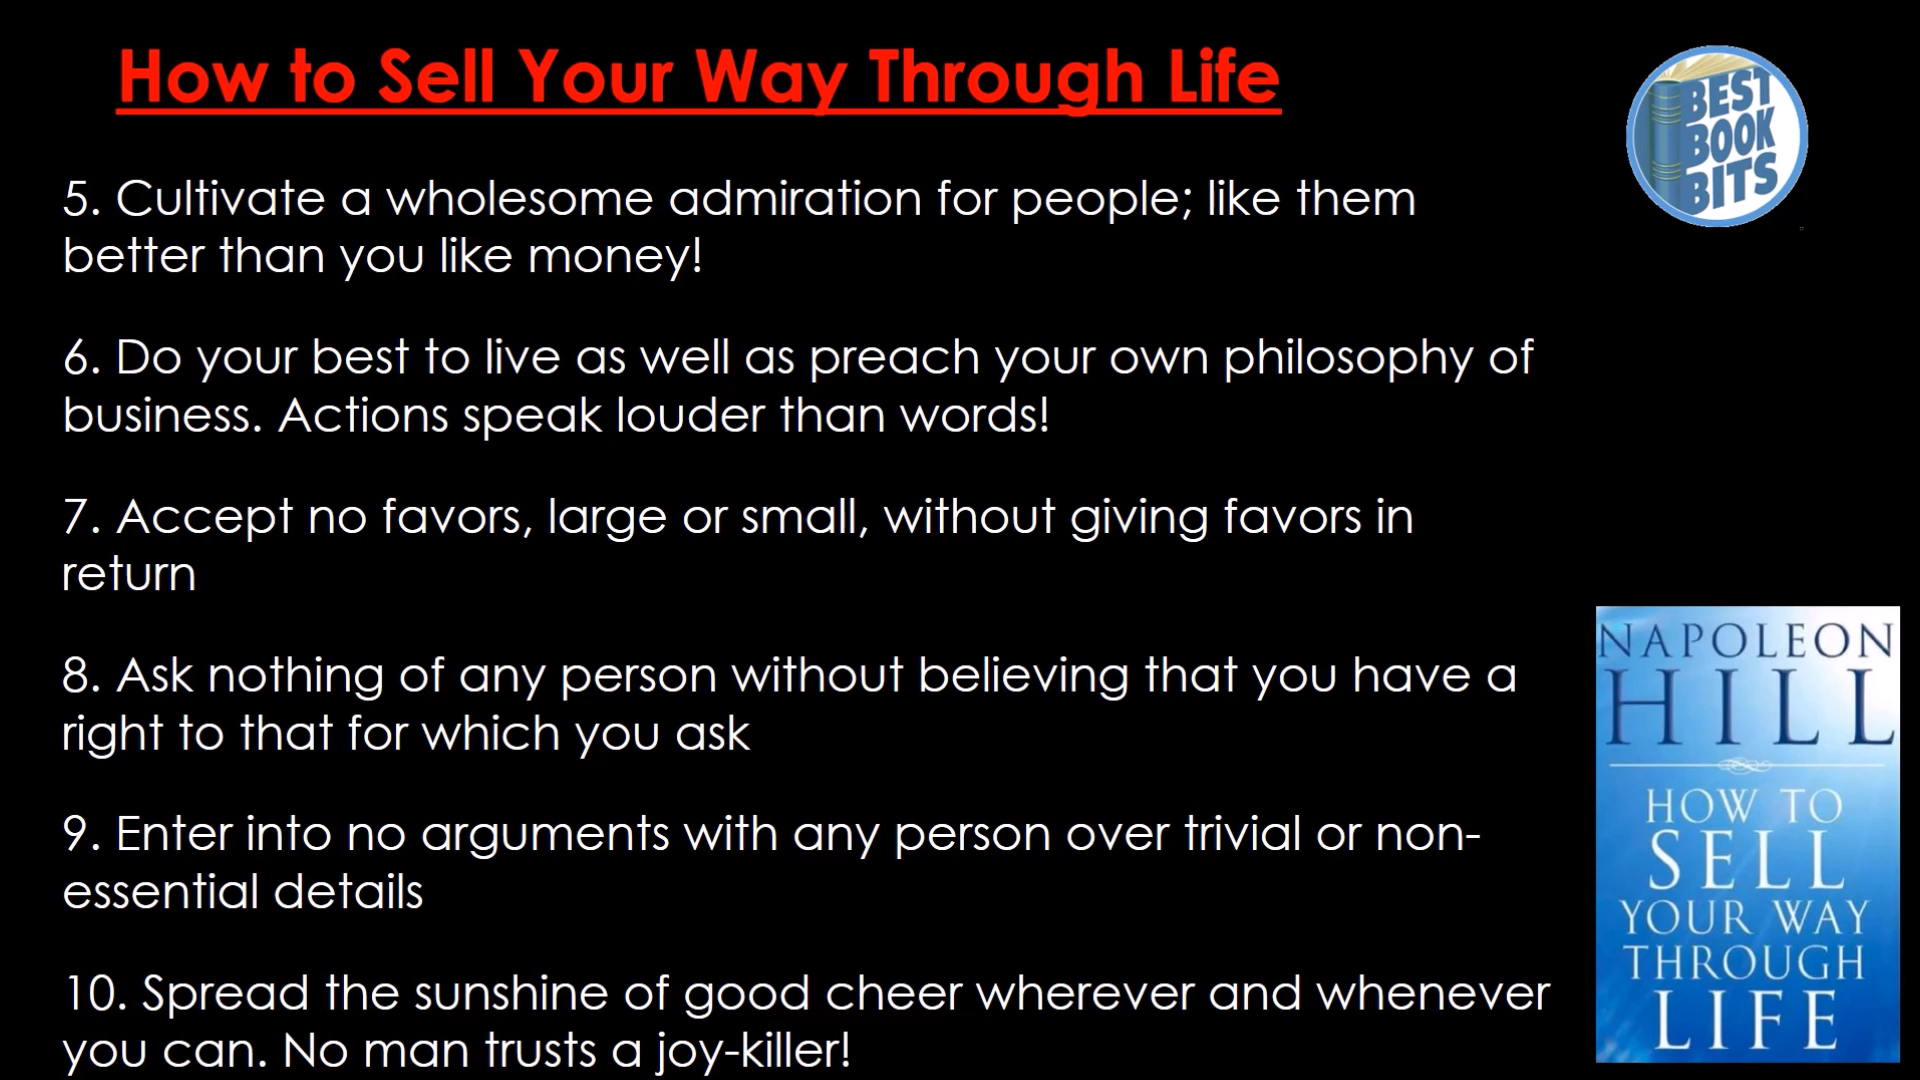 How to Sell Your Way Through Life
BEST
BOOK
BITS
5. Cultivate a wholesome admiration for people; like them
better than you like money!
6. Do your best to live as well as preach your own philosophy of
business. Actions speak louder than words!
7. Accept no favors, large or small, without giving favors in
return
8. Ask nothing of any person without believing that you have a
right to that for which you ask
9. Enter into no arguments with any person over trivial or non-
essential details
10. Spread the sunshine of good cheer wherever and whenever
you can. No man trusts a joy-killer!
NAPOLEON
HILL
HOW TO
SELL
YOUR WAY
THROUGH
LIFE